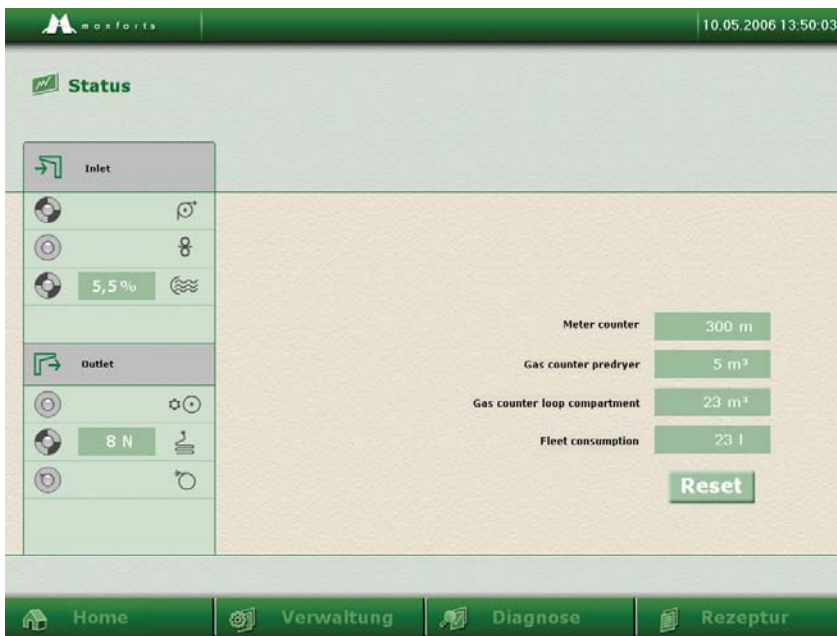 monforts
10.05.2006 13:50:03
Status
Inlet
5,5%
Meter counter 300 m
Gas counter predryer 5 m³
Outlet
Gas counter loop compartment 23 m³
8 N
Fleet consumption 23 l
Reset
Home Verwaltung Diagnose Rezeptur